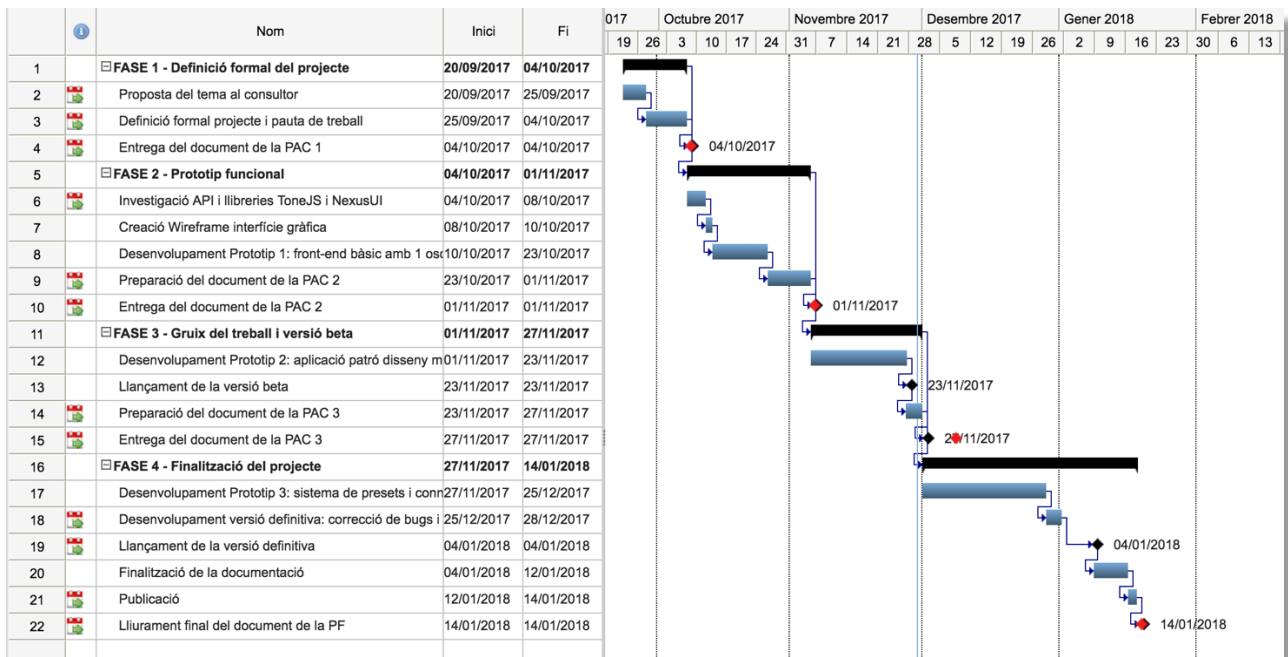 Nom Inici Fi
017 Octubre 2017 Novembre 2017 Desembre 2017 Gener 2018 Febrer 2018
19 26 3 10 17 24 31 7 14 21 28 5 12 19 26 2 9 16 23 30 6 13
1 FASE 1 - Definició formal del projecte 20/09/2017 04/10/2017
2 Proposta del tema al consultor 20/09/2017 25/09/2017
3 Definició formal projecte i pauta de treball 25/09/2017 04/10/2017
4 Entrega del document de la PAC 1 04/10/2017 04/10/2017 04/10/2017
5 FASE 2 - Prototip funcional 04/10/2017 01/11/2017
6 Investigació API i llibreries ToneJS i NexusUI 04/10/2017 08/10/2017
7 Creació Wireframe interfície gràfica 08/10/2017 10/10/2017
8 Desenvolupament Prototip 1: front-end bàsic amb 1 osc 10/10/2017 23/10/2017
9 Preparació del document de la PAC 2 23/10/2017 01/11/2017
10 Entrega del document de la PAC 2 01/11/2017 01/11/2017 01/11/2017
11 FASE 3 - Gruix del treball i versió beta 01/11/2017 27/11/2017
12 Desenvolupament Prototip 2: aplicació patró disseny m 01/11/2017 23/11/2017
13 Llançament de la versió beta 23/11/2017 23/11/2017 23/11/2017
14 Preparació del document de la PAC 3 23/11/2017 27/11/2017
15 Entrega del document de la PAC 3 27/11/2017 27/11/2017
16 FASE 4 - Finalització del projecte 27/11/2017 14/01/2018
17 Desenvolupament Prototip 3: sistema de presets i conn 27/11/2017 25/12/2017
18 Desenvolupament versió definitiva: correcció de bugs i 25/12/2017 28/12/2017
19 Llançament de la versió definitiva 04/01/2018 04/01/2018 04/01/2018
20 Finalització de la documentació 04/01/2018 12/01/2018
21 Publicació 12/01/2018 14/01/2018
22 Lliurament final del document de la PF 14/01/2018 14/01/2018 14/01/2018